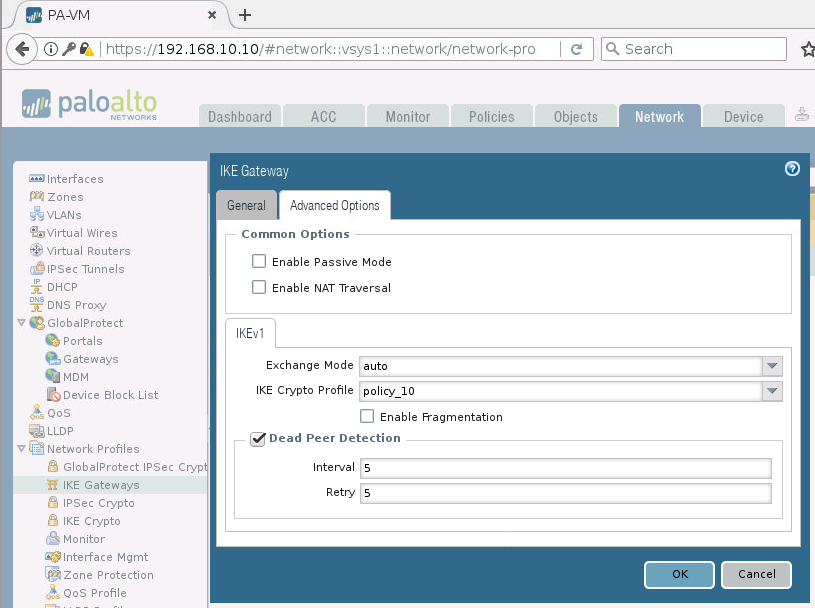 PA-VM
https://192.168.10.10/#network::vsys1::network/network-pro
Search
paloalto
NETWORKS
Dashboard
ACC
Monitor
Policies
Objects
Network
Device
Interfaces
Zones
VLANs
Virtual Wires
Virtual Routers
IPSec Tunnels
IP
DHCP
DNS
DNS Proxy
GlobalProtect
Portals
Gateways
MDM
Device Block List
QoS
LLDP
Network Profiles
GlobalProtect IPSec Crypt
IKE Gateways
IPSec Crypto
IKE Crypto
Monitor
Interface Mgmt
Zone Protection
QoS Profile
IKE Gateway
General
Advanced Options
Common Options
Enable Passive Mode
Enable NAT Traversal
IKEv1
Exchange Mode auto
IKE Crypto Profile policy_10
Enable Fragmentation
Dead Peer Detection
Interval 5
Retry 5
OK
Cancel